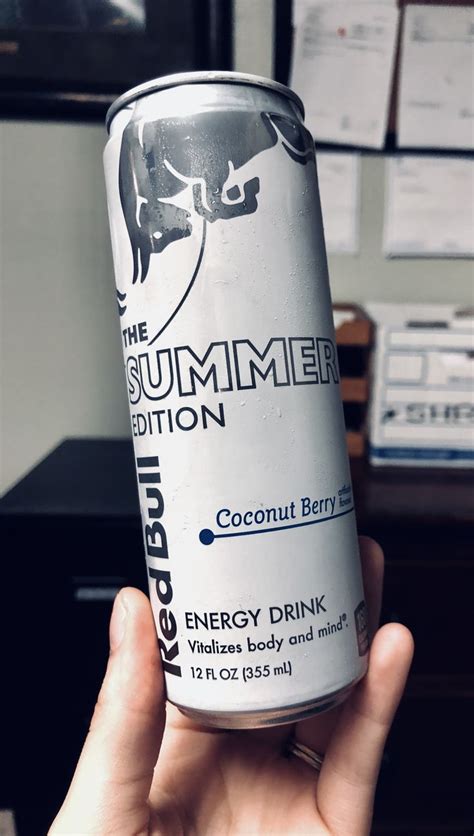 THE
SUMMER
EDITION
Red Bull
Coconut Berry
ENERGY DRINK
Vitalizes body and mind®.
12 FL OZ (355 mL)